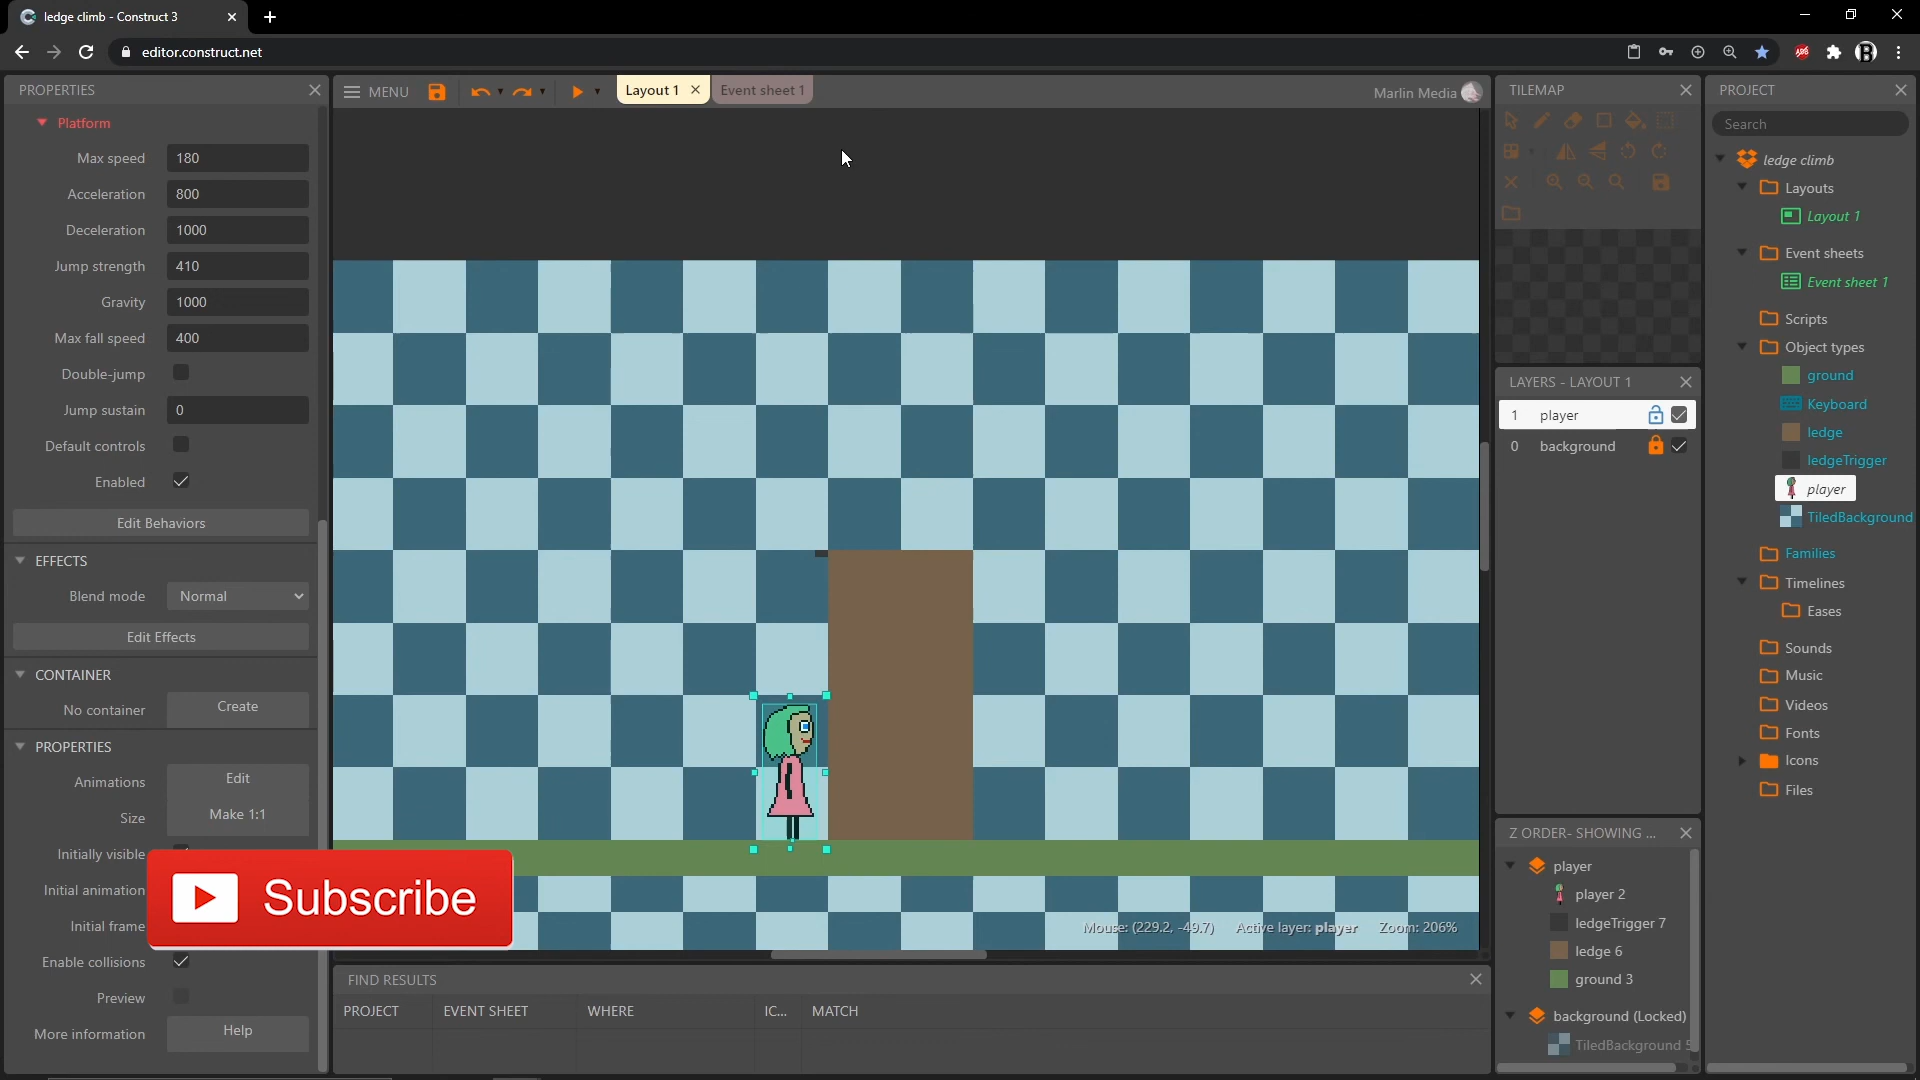 ledge climb - Construct 3
editor.construct.net
PROPERTIES
Platform
Max speed 180
Acceleration 800
Deceleration 1000
Jump strength 410
Gravity 1000
Max fall speed 400
Double-jump
Jump sustain 0
Default controls
Enabled
Edit Behaviors
EFFECTS
Blend mode Normal
Edit Effects
CONTAINER
No container Create
PROPERTIES
Animations Edit
Size Make 1:1
Initially visible
Initial animation
Initial frame
Subscribe
Enable collisions
Preview
More information Help
MENU
Layout 1
Event sheet 1
Marlin Media
Mouse: (229.2, -49.7) Active layer: player Zoom: 206%
FIND RESULTS
PROJECT EVENT SHEET WHERE IC... MATCH
TILEMAP
LAYERS - LAYOUT 1
1 player
0 background
Z ORDER- SHOWING ...
player
player 2
ledgeTrigger 7
ledge 6
ground 3
background (Locked)
TiledBackground 5
PROJECT
Search
ledge climb
Layouts
Layout 1
Event sheets
Event sheet 1
Scripts
Object types
ground
Keyboard
ledge
ledgeTrigger
player
TiledBackground
Families
Timelines
Eases
Sounds
Music
Videos
Fonts
Icons
Files